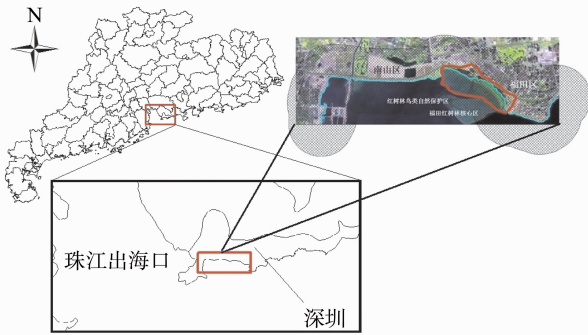 N
南山区
福田区
红树林鸟类自然保护区
福田红树林核心区
珠江出海口
深圳